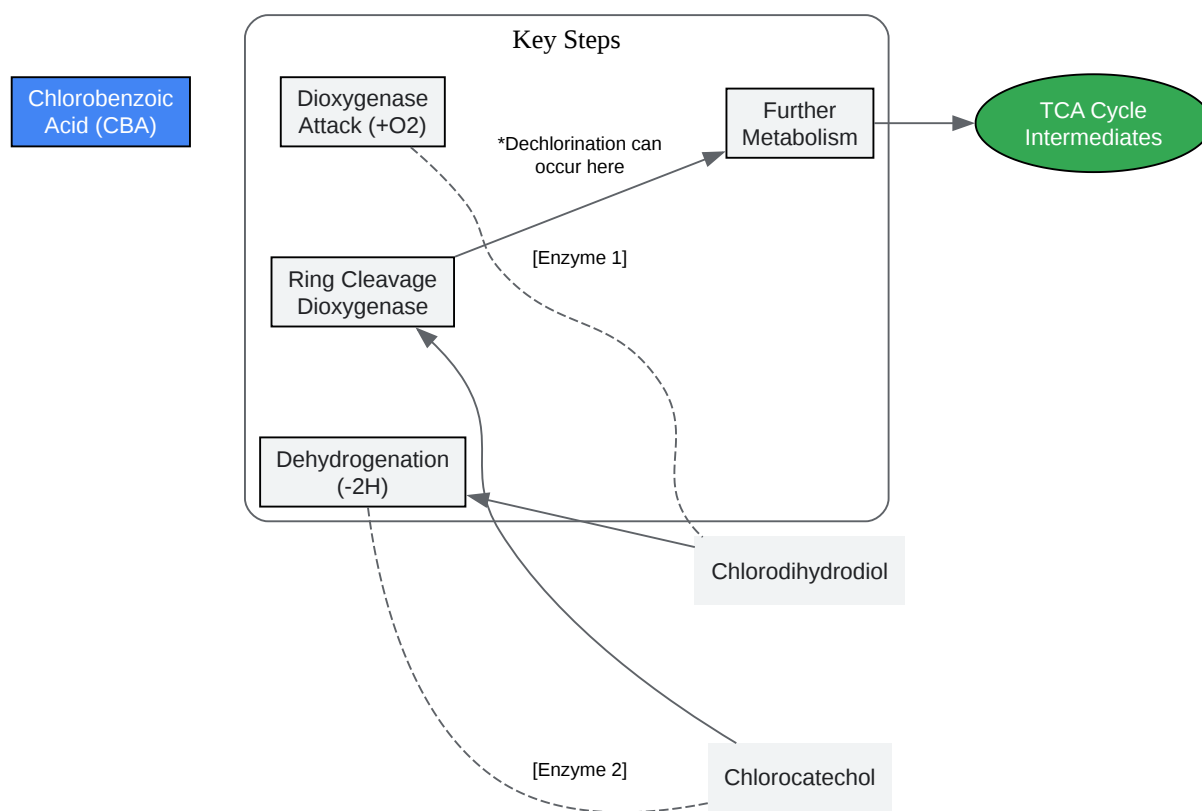 Key Steps
Chlorobenzoic
Acid (CBA)
Dioxygenase
Attack (+O2)
Further
Metabolism
TCA Cycle
Intermediates
*Dechlorination can
occur here
[Enzyme 1]
Ring Cleavage
Dioxygenase
Dehydrogenation
(-2H)
Chlorodihydrodiol
[Enzyme 2]
Chlorocatechol